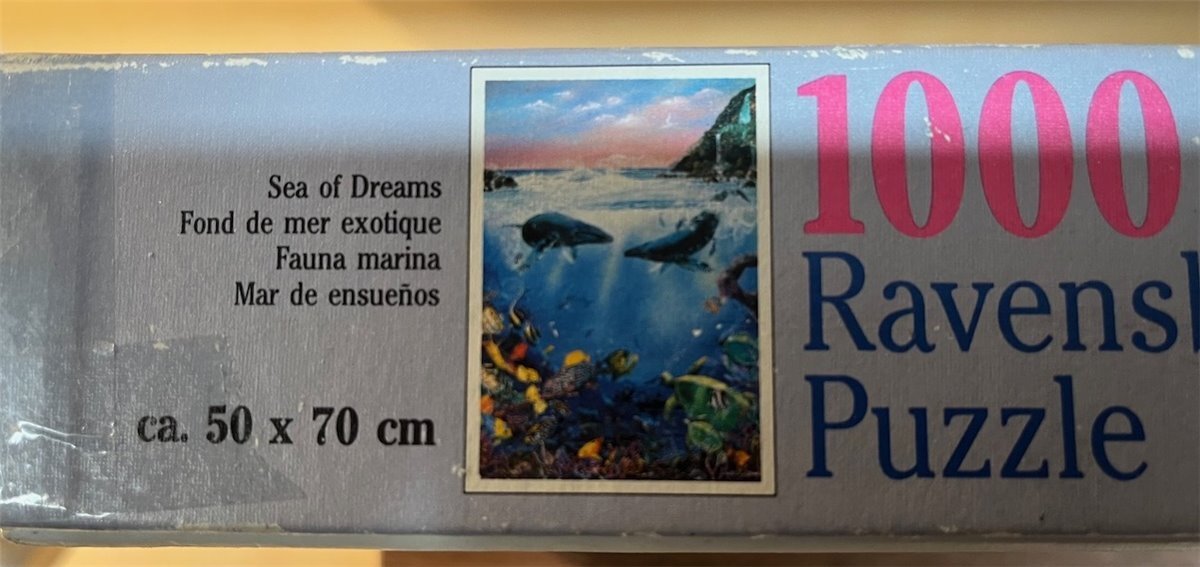 Sea of Dreams
Fond de mer exotique
Fauna marina
Mar de ensueños
ca. 50 x 70 cm
1000
Puzzle